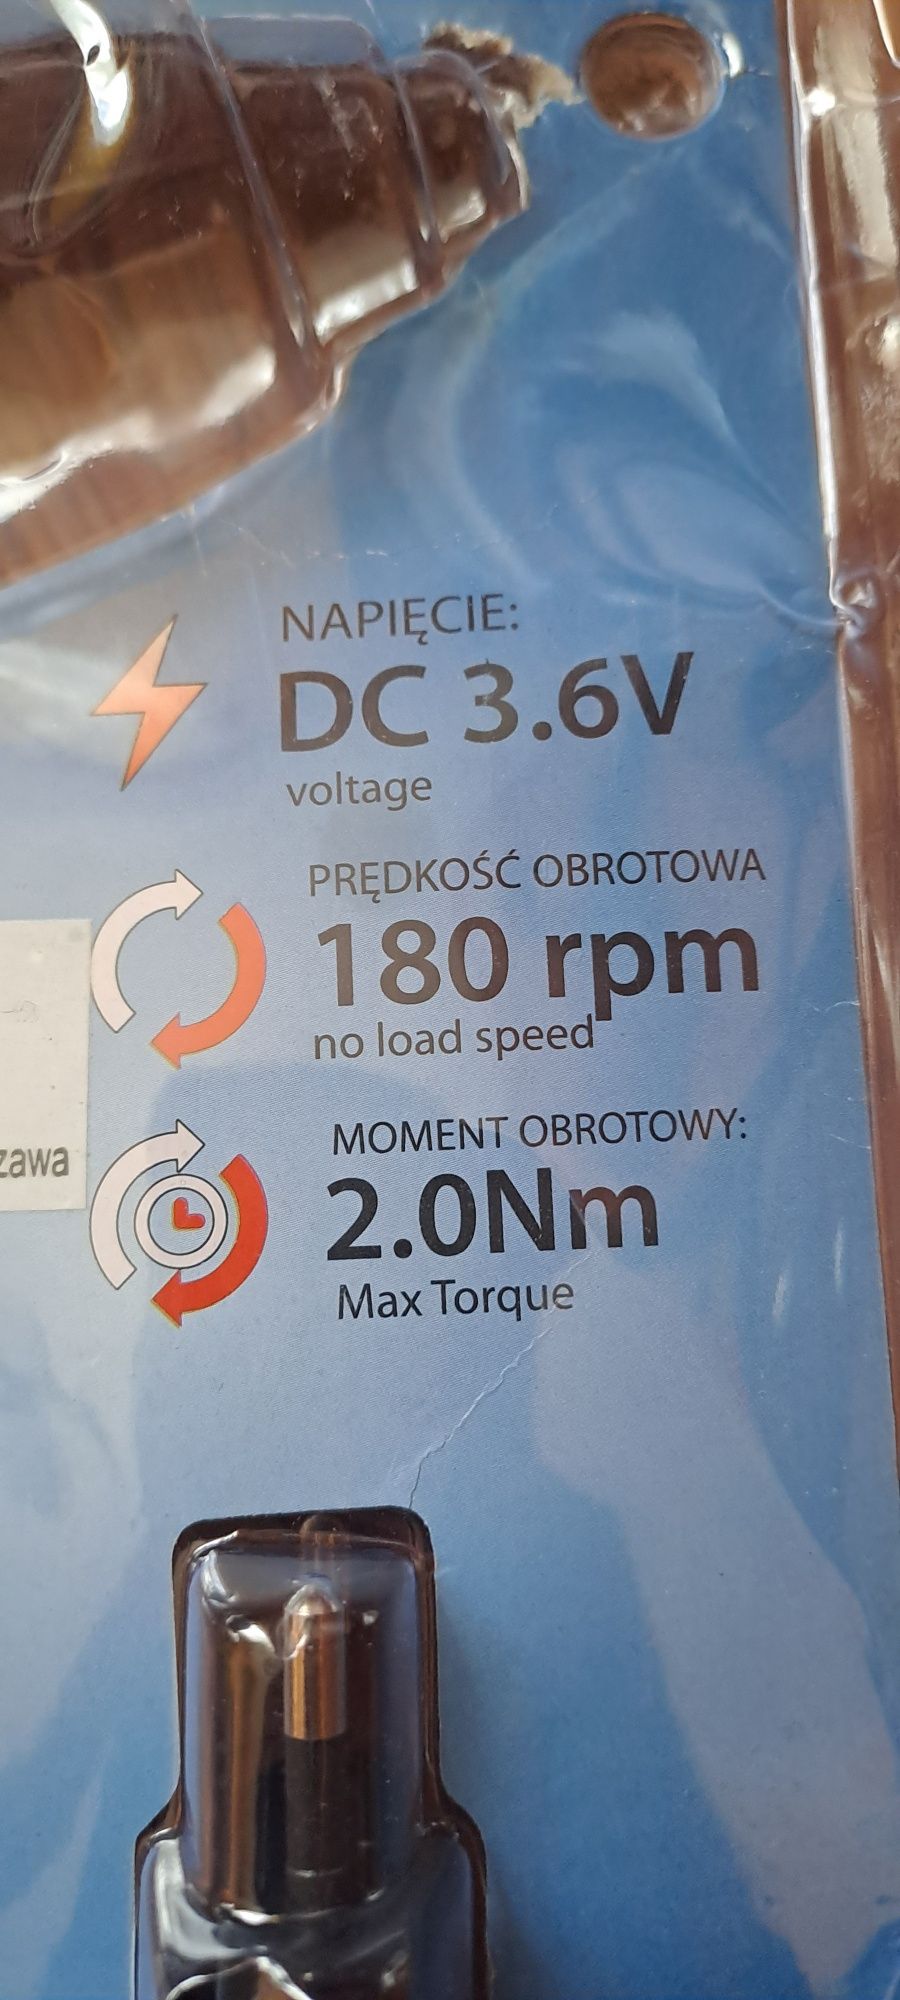 NAPIĘCIE:
DC 3.6V
voltage
PRĘDKOŚĆ OBROTOWA
180 rpm
no load speed
zawa
MOMENT OBROTOWY:
2.0Nm
Max Torque